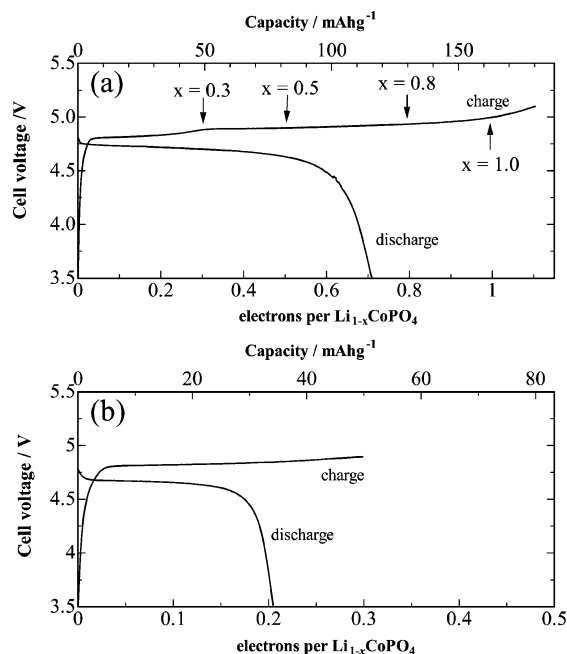 Capacity / mAhg-1
0 50 100 150
5.5
(a)
x = 0.3
x = 0.5
x = 0.8
charge
5.0
x = 1.0
4.5
4.0
discharge
3.5
Cell voltage /V
0 0.2 0.4 0.6 0.8 1
electrons per Li1-xCoPO4
Capacity / mAhg-1
0 20 40 60 80
5.5
(b)
5
charge
4.5
discharge
4
3.5
Cell voltage / V
0 0.1 0.2 0.3 0.4 0.5
electrons per Li1-xCoPO4